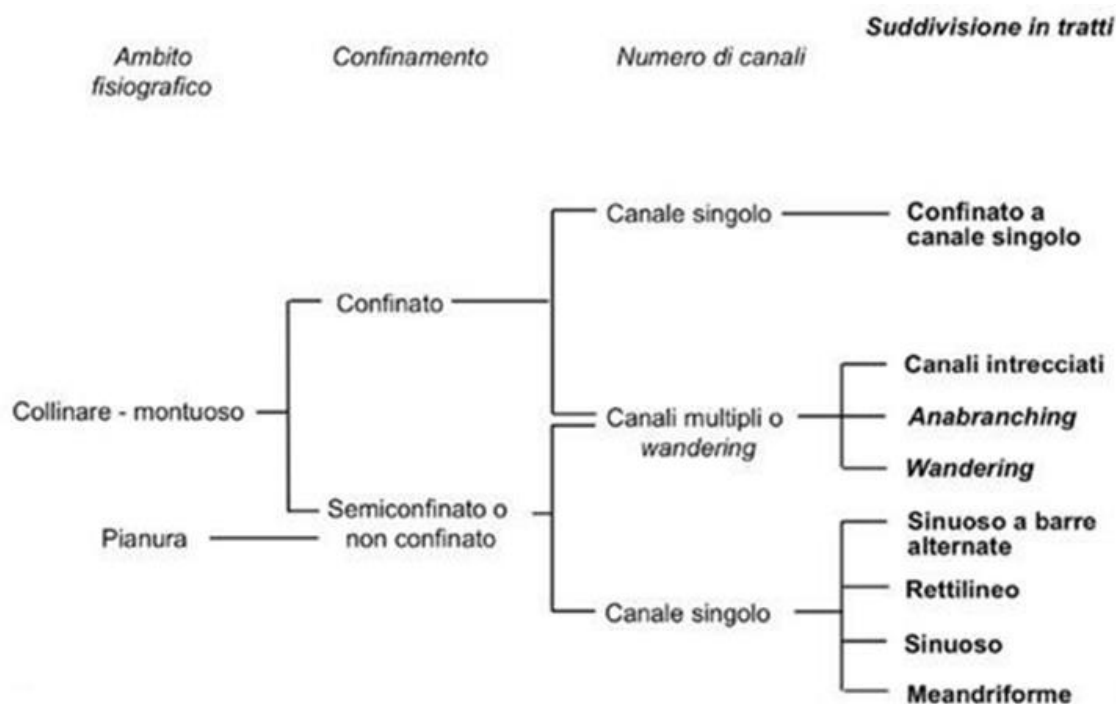 Suddivisione in tratti
Ambito
fisiografico
Confinamento
Numero di canali
Canale singolo
Confinato a
canale singolo
Confinato
Canali intrecciati
Collinare - montuoso
Canali multipli o
wandering
Anabranching
Wandering
Semiconfinato o
non confinato
Pianura
Sinuoso a barre
alternate
Rettilineo
Canale singolo
Sinuoso
Meandriforme